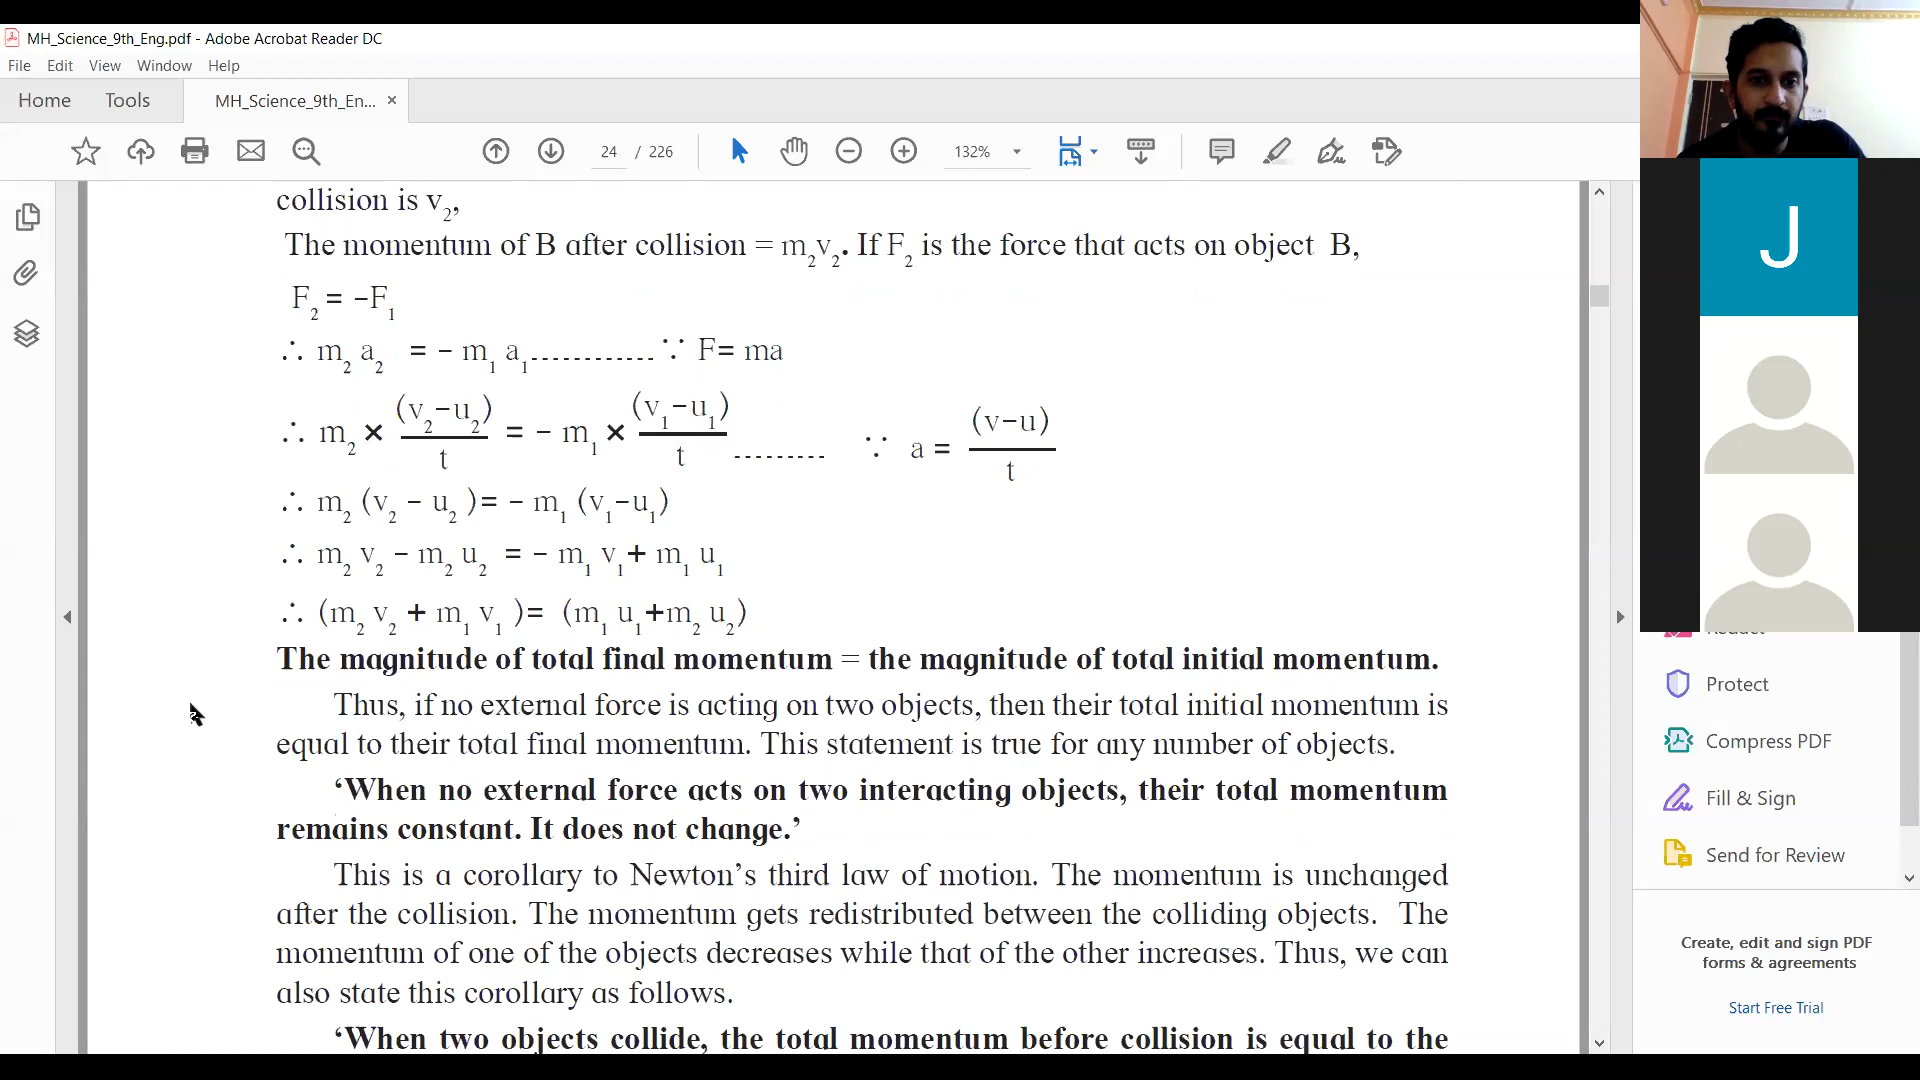 MH_Science_9th_Eng.pdf - Adobe Acrobat Reader DC
File Edit View Window Help
Home Tools MH_Science_9th_En... ×
24 / 226 132%
collision is v₂,
The momentum of B after collision = m₂v₂. If F₂ is the force that acts on object B,
F₂ = -F₁
∴ m₂ a₂ = - m₁ a₁............ ∵ F= ma
∴ m₂ × (v₂-u₂)/t = - m₁ × (v₁-u₁)/t ......... ∵ a = (v-u)/t
∴ m₂ (v₂ - u₂ )= - m₁ (v₁-u₁)
∴ m₂ v₂ - m₂ u₂ = - m₁ v₁+ m₁ u₁
∴ (m₂ v₂ + m₁ v₁ )= (m₁ u₁+m₂ u₂)
The magnitude of total final momentum = the magnitude of total initial momentum.
Thus, if no external force is acting on two objects, then their total initial momentum is
equal to their total final momentum. This statement is true for any number of objects.
‘When no external force acts on two interacting objects, their total momentum
remains constant. It does not change.’
This is a corollary to Newton’s third law of motion. The momentum is unchanged
after the collision. The momentum gets redistributed between the colliding objects. The
momentum of one of the objects decreases while that of the other increases. Thus, we can
also state this corollary as follows.
‘When two objects collide, the total momentum before collision is equal to the
J
Protect
Compress PDF
Fill & Sign
Send for Review
Create, edit and sign PDF
forms & agreements
Start Free Trial